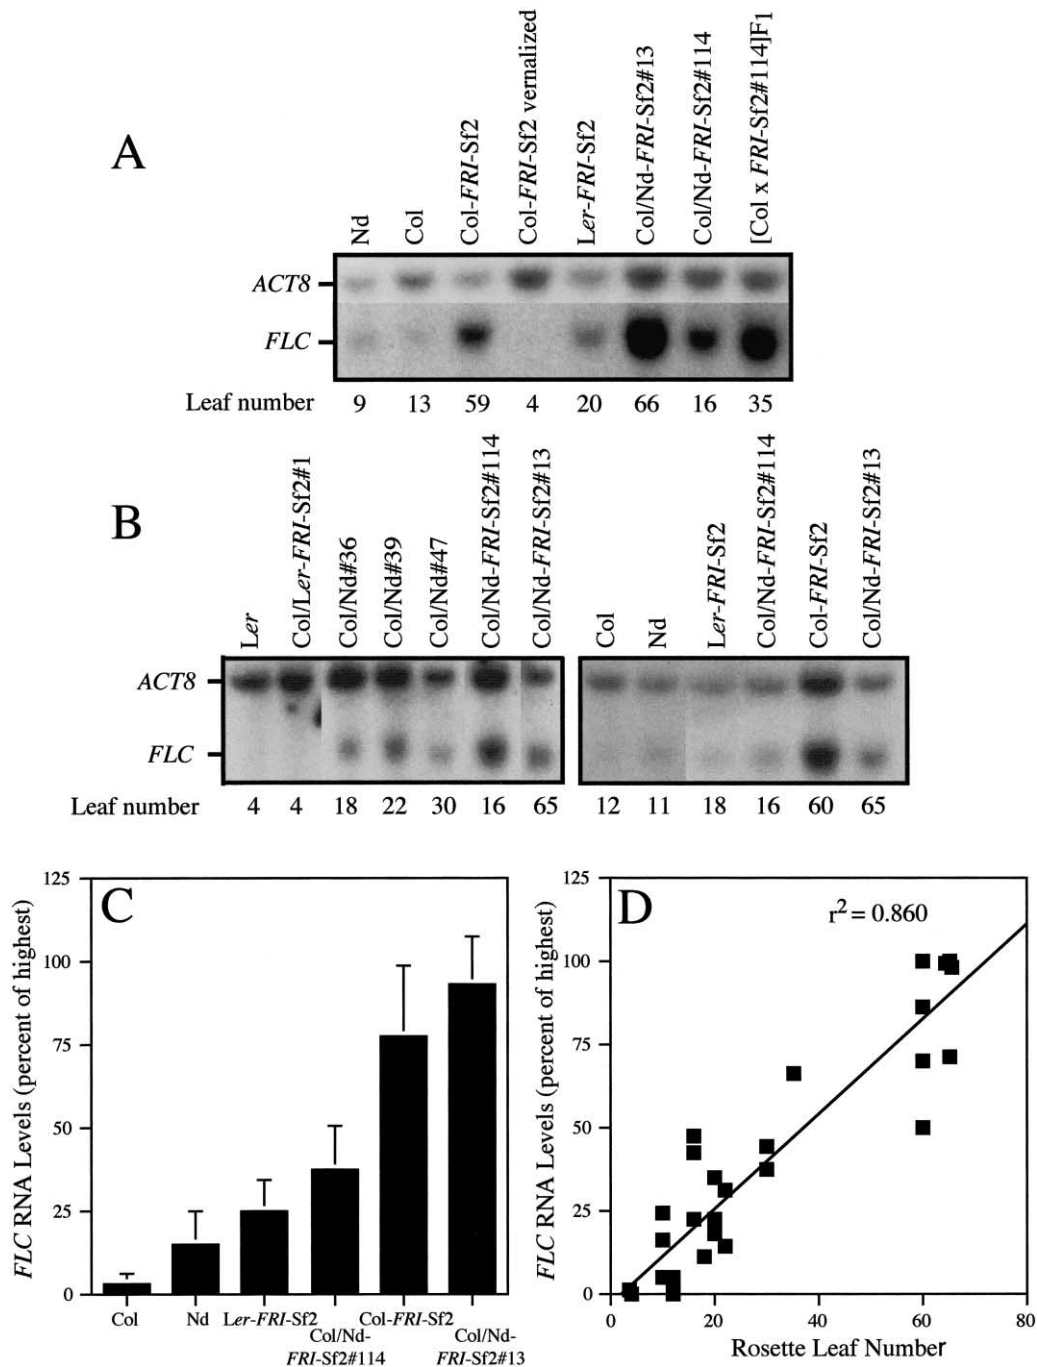 A
Nd
Col
Col-FRI-Sf2
Col-FRI-Sf2 vernalized
Ler-FRI-Sf2
Col/Nd-FRI-Sf2#13
Col/Nd-FRI-Sf2#114
[Col x FRI-Sf2#114]F1
ACT8
FLC
Leaf number 9 13 59 4 20 66 16 35
B
Ler
Col/Ler-FRI-Sf2#1
Col/Nd#36
Col/Nd#39
Col/Nd#47
Col/Nd-FRI-Sf2#114
Col/Nd-FRI-Sf2#13
Col
Nd
Ler-FRI-Sf2
Col/Nd-FRI-Sf2#114
Col-FRI-Sf2
Col/Nd-FRI-Sf2#13
ACT8
FLC
Leaf number 4 4 18 22 30 16 65 12 11 18 16 60 65
C
FLC RNA Levels (percent of highest)
125
100
75
50
25
0
Col Nd Ler-FRI-Sf2 Col-FRI-Sf2
Col/Nd- Col/Nd-
FRI-Sf2#114 FRI-Sf2#13
D
r2 = 0.860
FLC RNA Levels (percent of highest)
125
100
75
50
25
0
0 20 40 60 80
Rosette Leaf Number